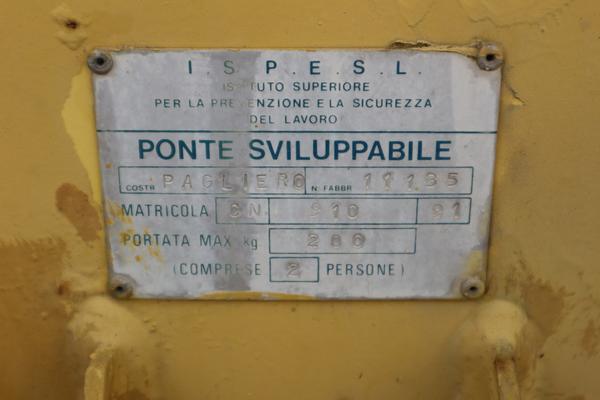 I.S.P.E.S.L.
ISTITUTO SUPERIORE
PER LA PREVENZIONE E LA SICUREZZA
DEL LAVORO
PONTE SVILUPPABILE
COSTR PAGLIERO N. FABBR 11135
MATRICOLA CN 910 91
PORTATA MAX kg 280
(COMPRESE 2 PERSONE)